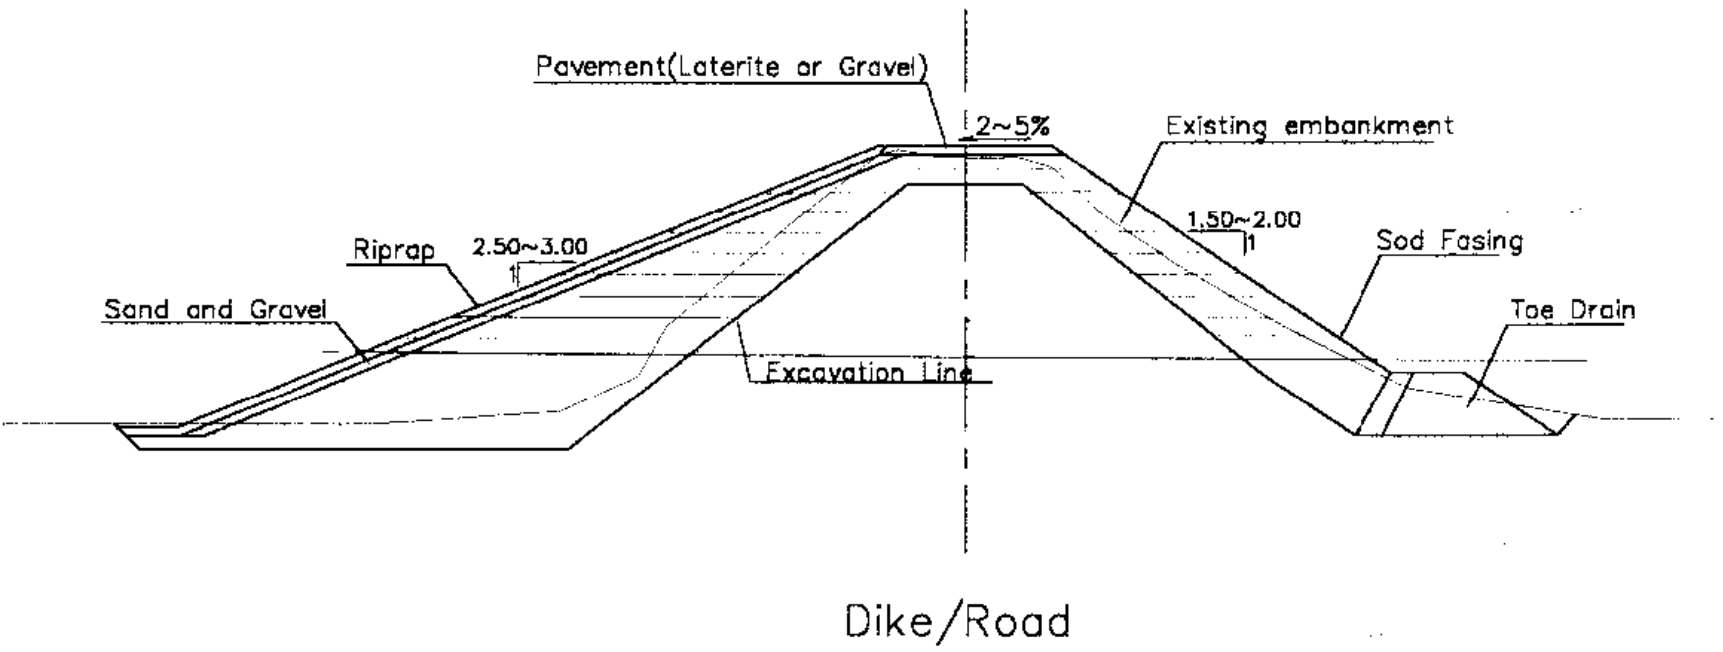 Pavement(Laterite or Gravel)
2~5%
Existing embankment
1.50~2.00
1
Sod Fasing
2.50~3.00
1
Riprap
Sand and Gravel
Toe Drain
Excavation Line
Dike/Road